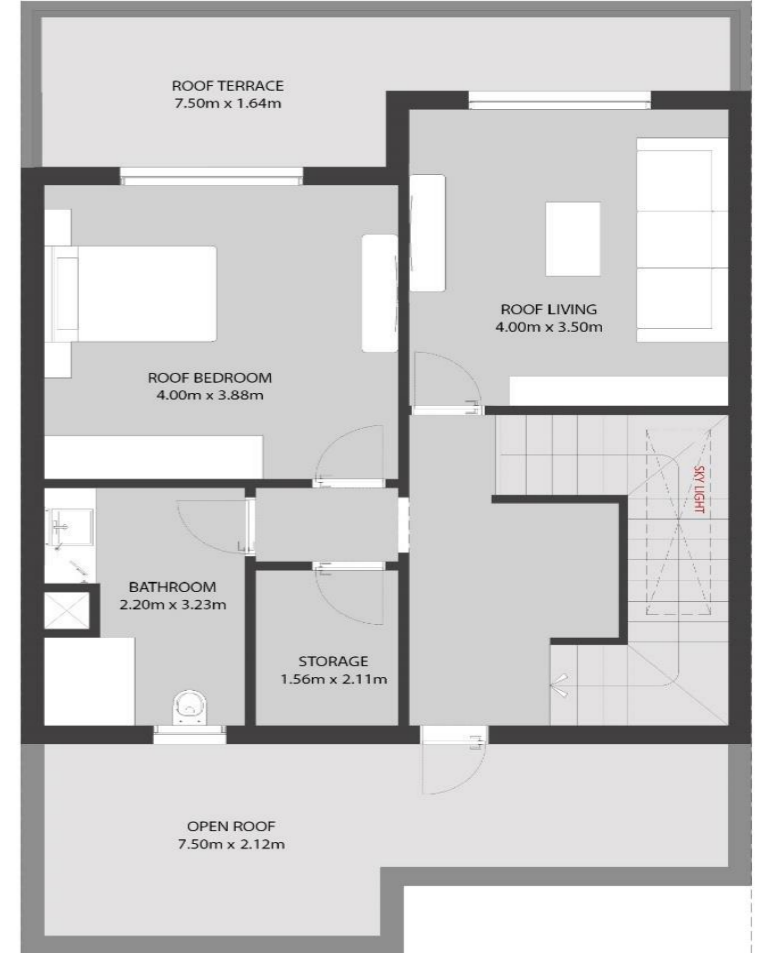 ROOF TERRACE
7.50m x 1.64m
ROOF LIVING
4.00m x 3.50m
ROOF BEDROOM
4.00m x 3.88m
SKY LIGHT
BATHROOM
2.20m x 3.23m
STORAGE
1.56m x 2.11m
OPEN ROOF
7.50m x 2.12m